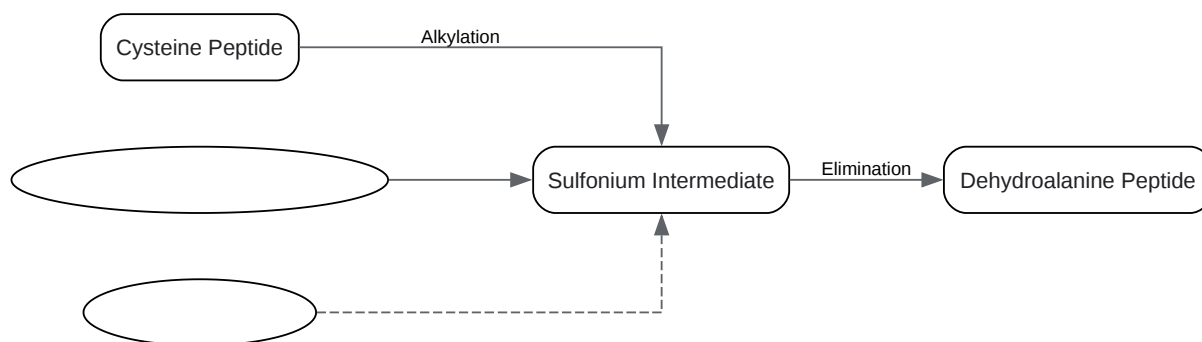 Cysteine Peptide
Alkylation
Sulfonium Intermediate
Elimination
Dehydroalanine Peptide